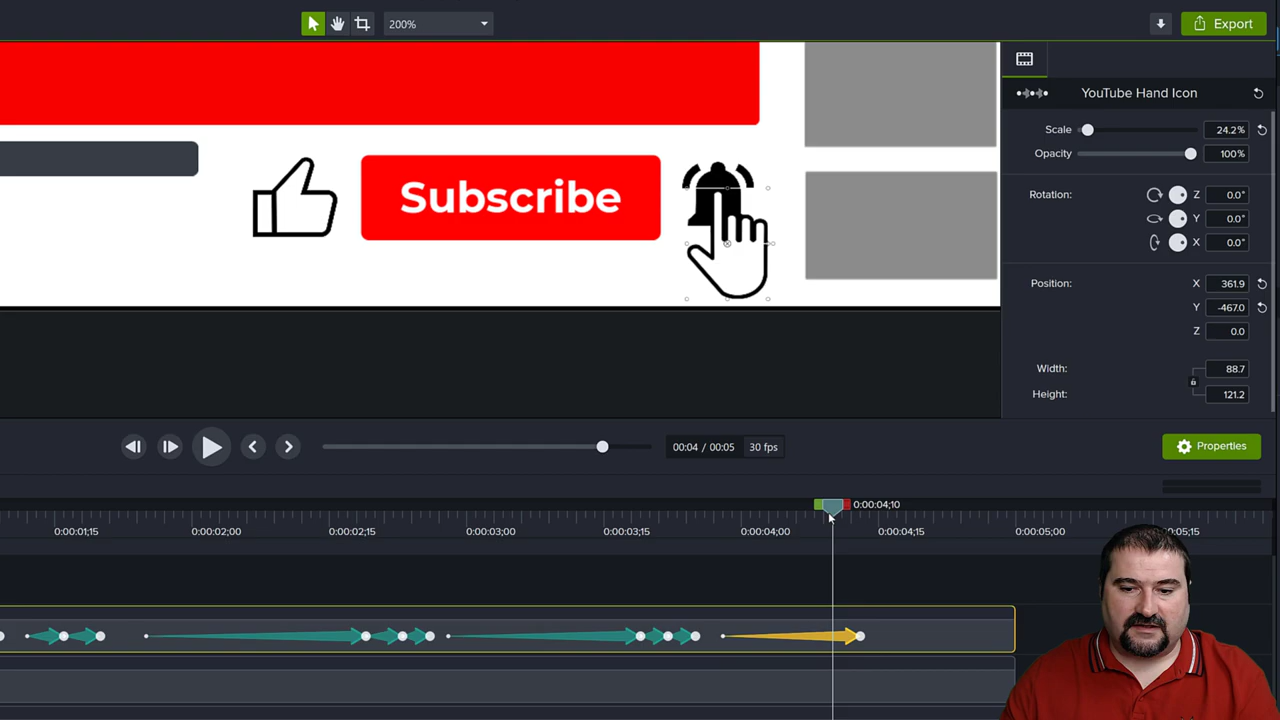 200%
Export
Subscribe
YouTube Hand Icon
Scale 24.2%
Opacity 100%
Rotation: Z 0.0°
Y 0.0°
X 0.0°
Position: X 361.9
Y -467.0
Z 0.0
Width: 88.7
Height: 121.2
00:04 / 00:05 30 fps
Properties
0:00:04;10
0:00:01;15 0:00:02;00 0:00:02;15 0:00:03;00 0:00:03;15 0:00:04;00 0:00:04;15 0:00:05;00